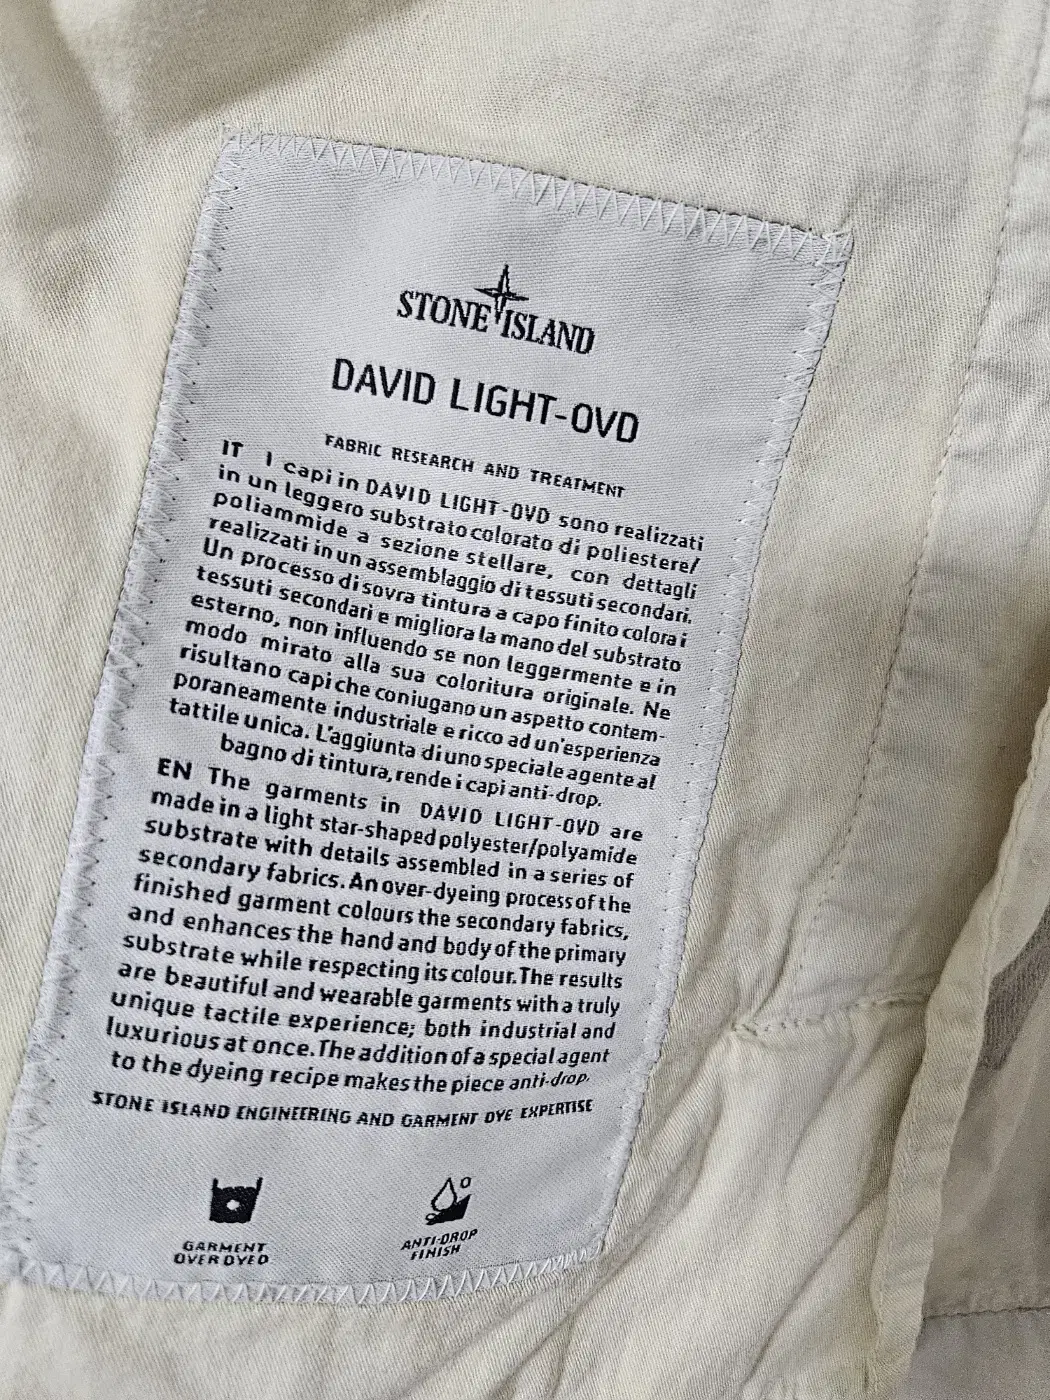 STONE ISLAND
DAVID LIGHT-OVD
FABRIC RESEARCH AND TREATMENT
IT I capi in DAVID LIGHT-OVD sono realizzati
in un leggero substrato colorato di poliestere/
poliammide a sezione stellare, con dettagli
realizzati in un assemblaggio di tessuti secondari.
Un processo di sovra tintura a capo finito colora i
tessuti secondari e migliora la mano del substrato
esterno, non influendo se non leggermente e in
modo mirato alla sua coloritura originale. Ne
risultano capi che coniugano un aspetto contem-
poraneamente industriale e ricco ad un'esperienza
tattile unica. L'aggiunta di uno speciale agente al
bagno di tintura, rende i capi anti-drop.
EN The garments in DAVID LIGHT-OVD are
made in a light star-shaped polyester/polyamide
substrate with details assembled in a series of
secondary fabrics. An over-dyeing process of the
finished garment colours the secondary fabrics,
and enhances the hand and body of the primary
substrate while respecting its colour. The results
are beautiful and wearable garments with a truly
unique tactile experience; both industrial and
luxurious at once. The addition of a special agent
to the dyeing recipe makes the piece anti-drop.
STONE ISLAND ENGINEERING AND GARMENT DYE EXPERTISE
GARMENT
OVER DYED
ANTI-DROP
FINISH